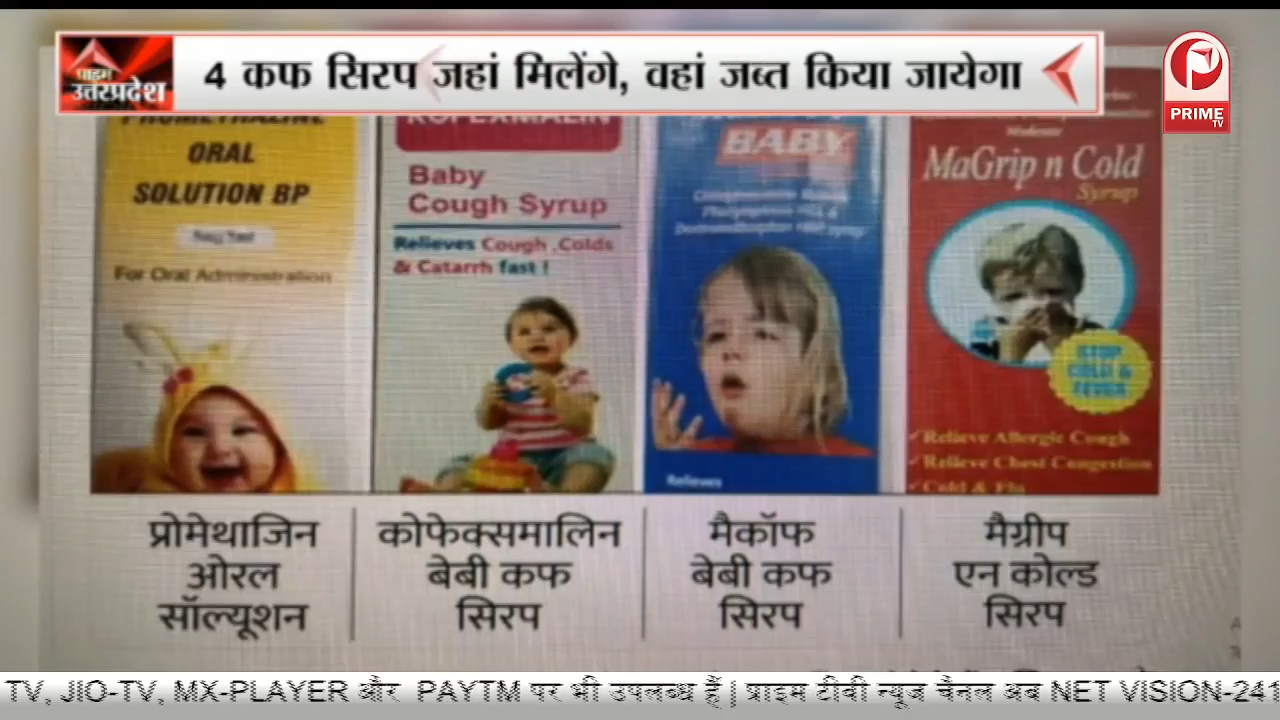 प्राइम
उत्तरप्रदेश
4 कफ सिरप जहां मिलेंगे, वहां जब्त किया जायेगा
PRIME
TV
PROMETHAZINE
ORAL
SOLUTION BP
For Oral Administration
KOFEXMALIN
Baby
Cough Syrup
Relieves Cough ,Colds
& Catarrh fast !
BABY
Relieves
MaGrip n Cold
Syrup
STOP
COLD &
FEVER
Relieve Allergic Cough
Relieve Chest Congestion
Cold & Flu
प्रोमेथाजिन
ओरल
सॉल्यूशन
कोफेक्समालिन
बेबी कफ
सिरप
मैकॉफ
बेबी कफ
सिरप
मैग्रीप
एन कोल्ड
सिरप
TV, JIO-TV, MX-PLAYER और PAYTM पर भी उपलब्ध हैं | प्राइम टीवी न्यूज चैनल अब NET VISION-241